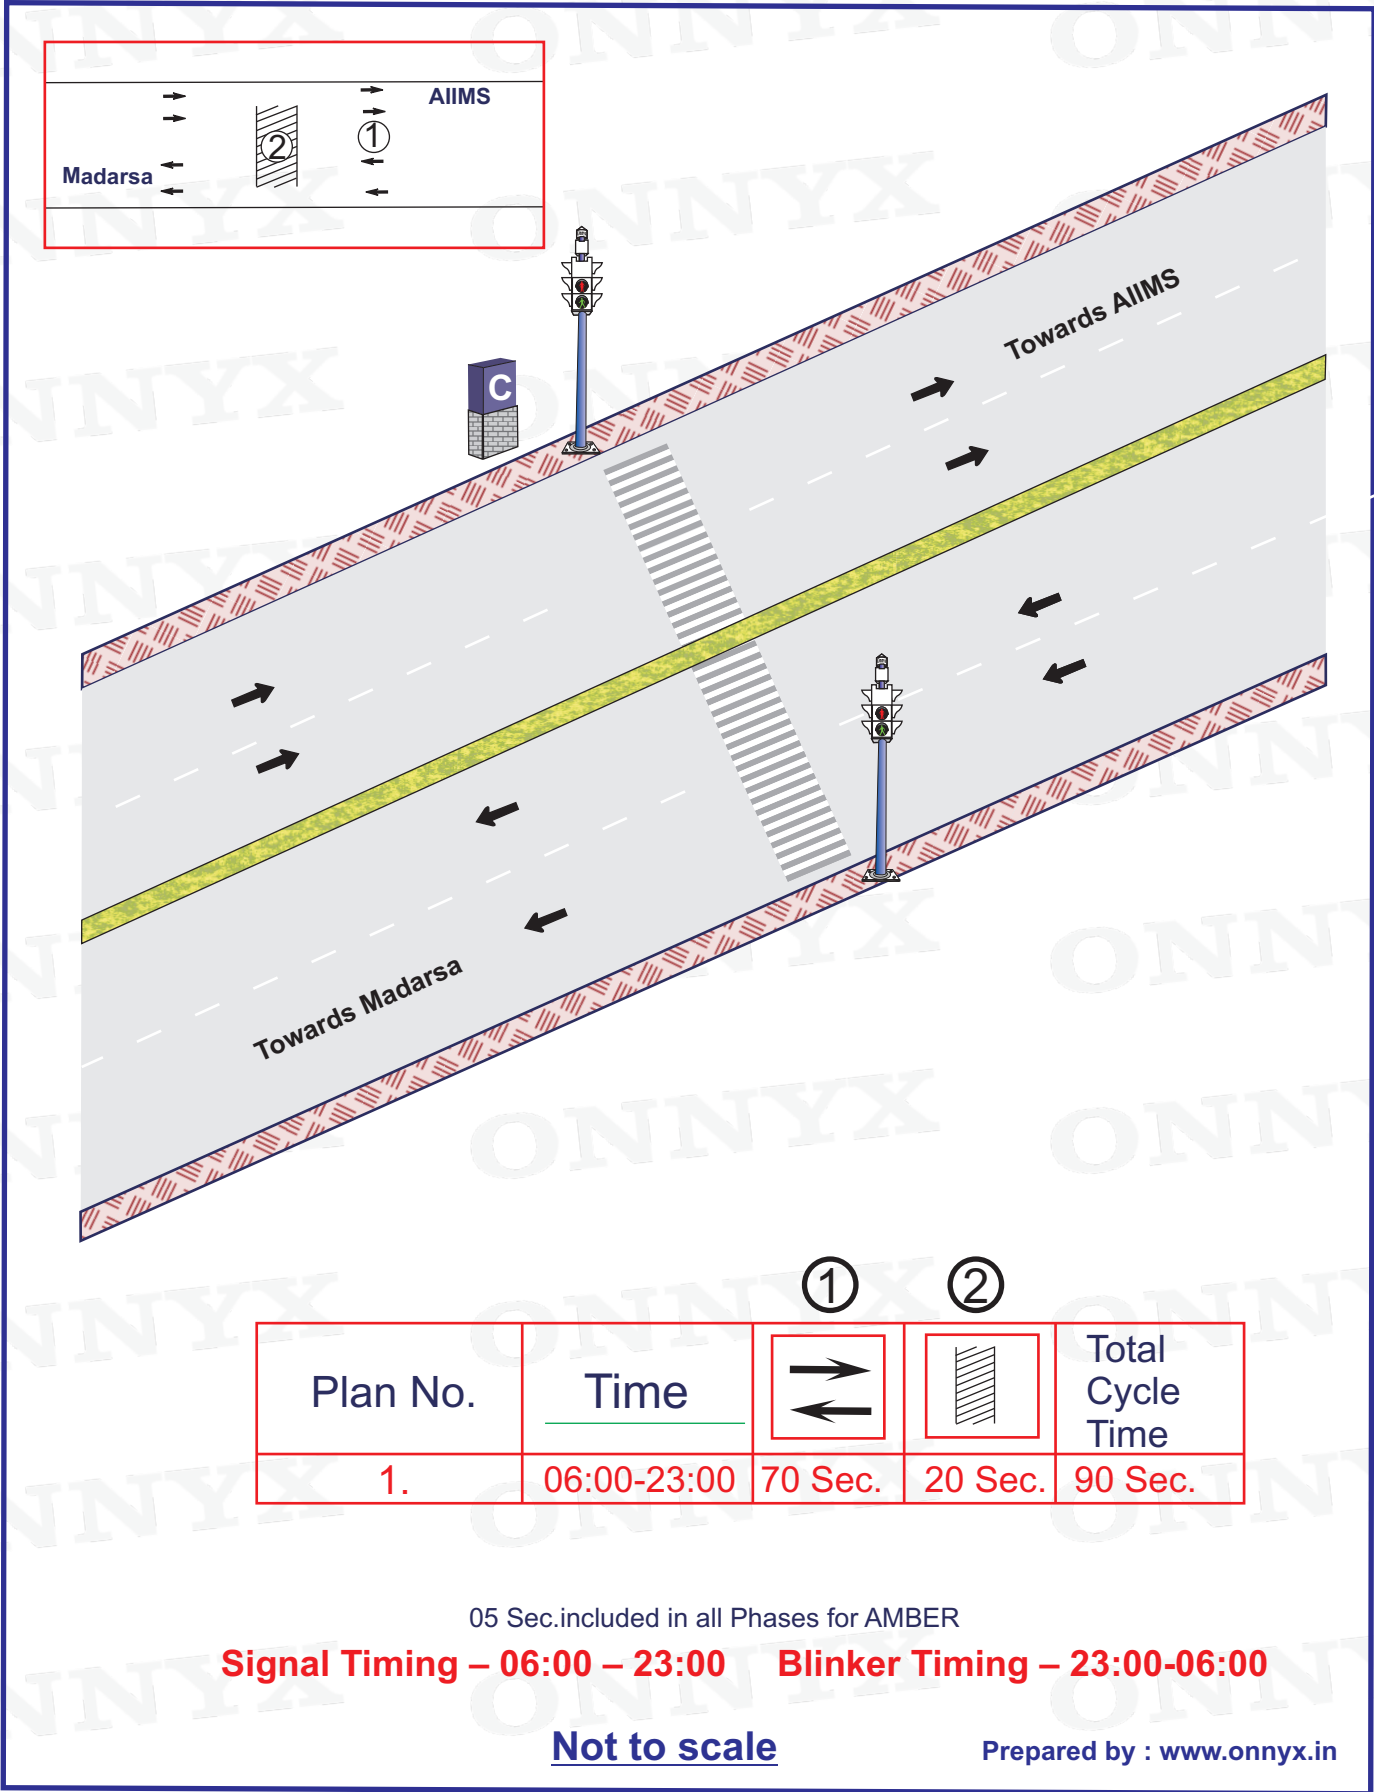 AIIMS
2
1
Madarsa
C
Towards AIIMS
Towards Madarsa
1 2
Plan No. Time Total
Cycle
Time
1. 06:00-23:00 70 Sec. 20 Sec. 90 Sec.
05 Sec.included in all Phases for AMBER
Signal Timing – 06:00 – 23:00 Blinker Timing – 23:00-06:00
Not to scale
Prepared by : www.onnyx.in
ONNYX